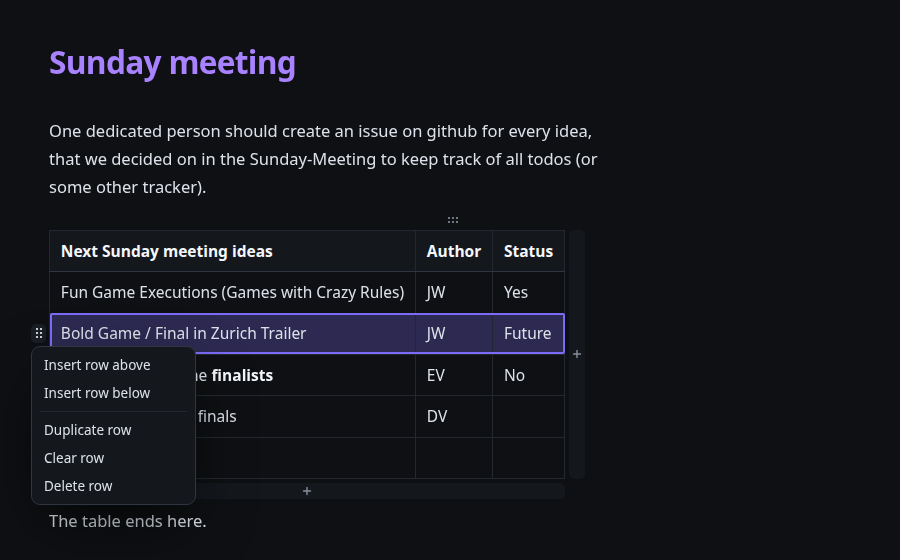 Sunday meeting
One dedicated person should create an issue on github for every idea,
that we decided on in the Sunday-Meeting to keep track of all todos (or
some other tracker).
Next Sunday meeting ideas Author Status
Fun Game Executions (Games with Crazy Rules) JW Yes
Bold Game / Final in Zurich Trailer JW Future
finalists EV No
finals DV
Insert row above
Insert row below
Duplicate row
Clear row
Delete row
The table ends here.